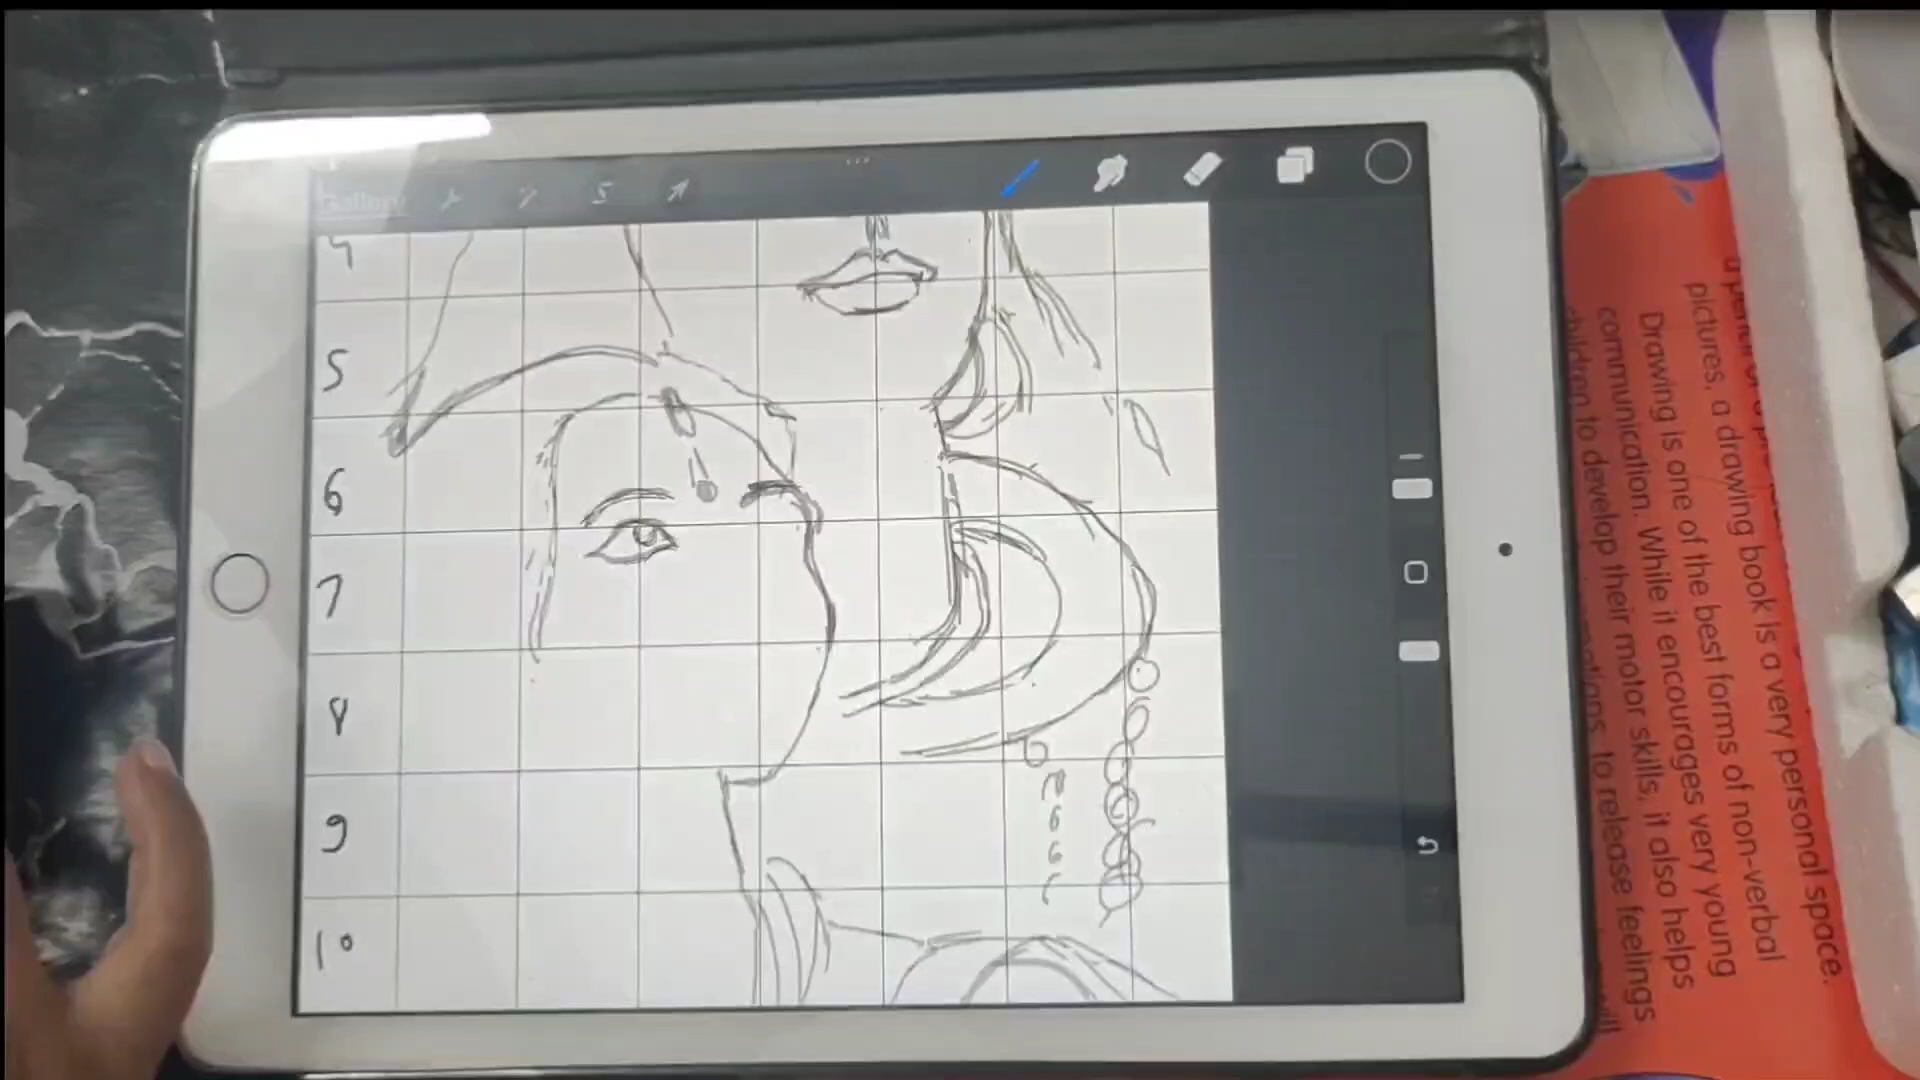 Gallery
4
5
6
7
8
9
10
personal space.
pictures. a drawing book is a very
Drawing is one of the best forms of non-verbal
communication. While it encourages very young
children to develop their motor skills, it also helps
to release feelings